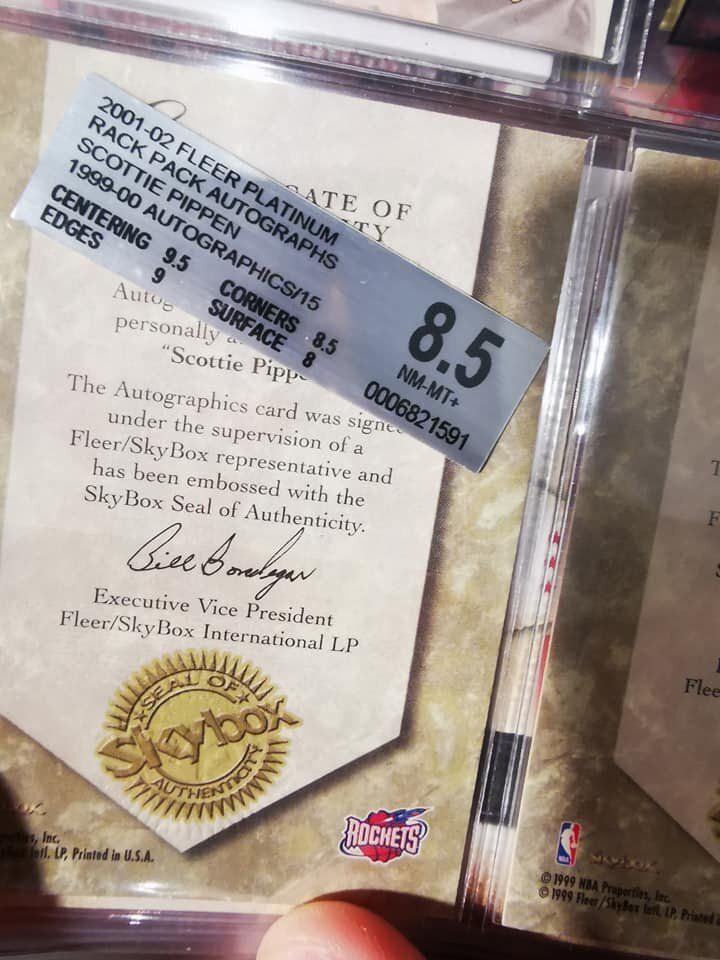 2001-02 FLEER PLATINUM
RACK PACK AUTOGRAPHS
SCOTTIE PIPPEN
1999-00 AUTOGRAPHICS/15
CENTERING 9.5 CORNERS 8.5
EDGES 9 SURFACE 8
8.5
NM-MT+
0006821591
OF
personally
"Scottie
The Autographics card was
under the supervision of a
Fleer/SkyBox representative and
has been embossed with the
SkyBox Seal of Authenticity.
Bill Bondegar
Executive Vice President
Fleer/SkyBox International LP
SEAL OF
Skybox
AUTHENTICITY
ROCKETS
Inc.
Intl. LP, Printed in U.S.A.
NBA
© 1999 NBA Properties, Inc.
© 1999 Fleer/SkyBox Intl. LP, Printed